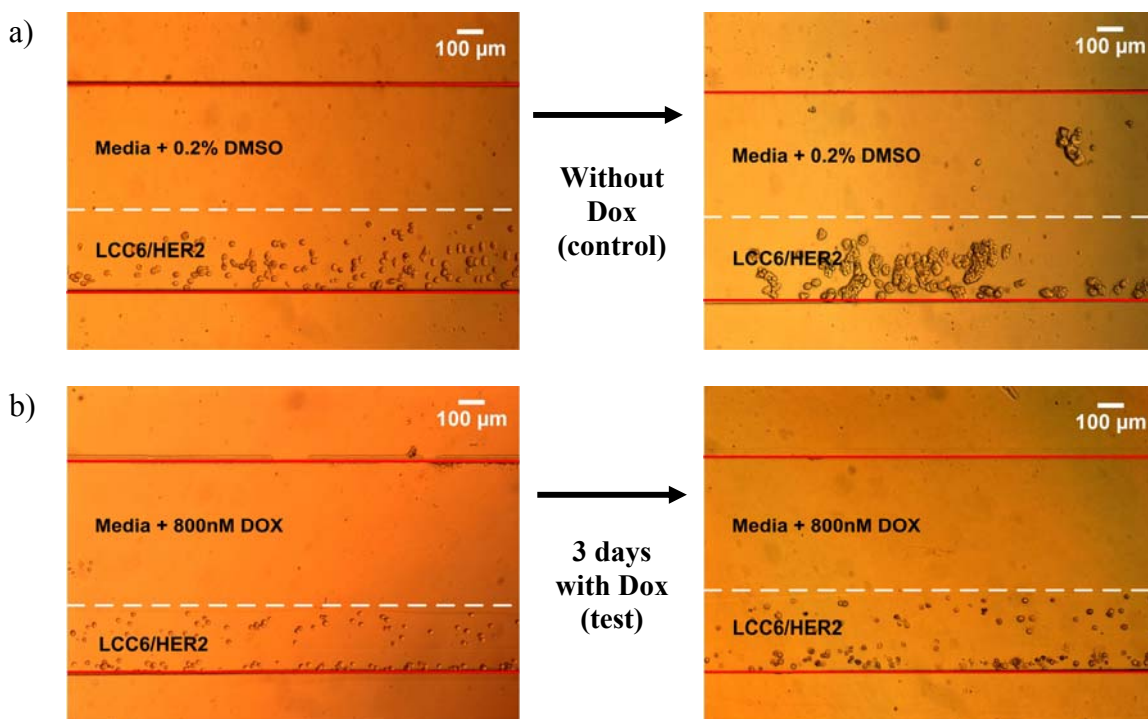 a)
100 µm
Media + 0.2% DMSO
LCC6/HER2
Without
Dox
(control)
100 µm
Media + 0.2% DMSO
LCC6/HER2
b)
100 µm
Media + 800nM DOX
LCC6/HER2
3 days
with Dox
(test)
100 µm
Media + 800nM DOX
LCC6/HER2